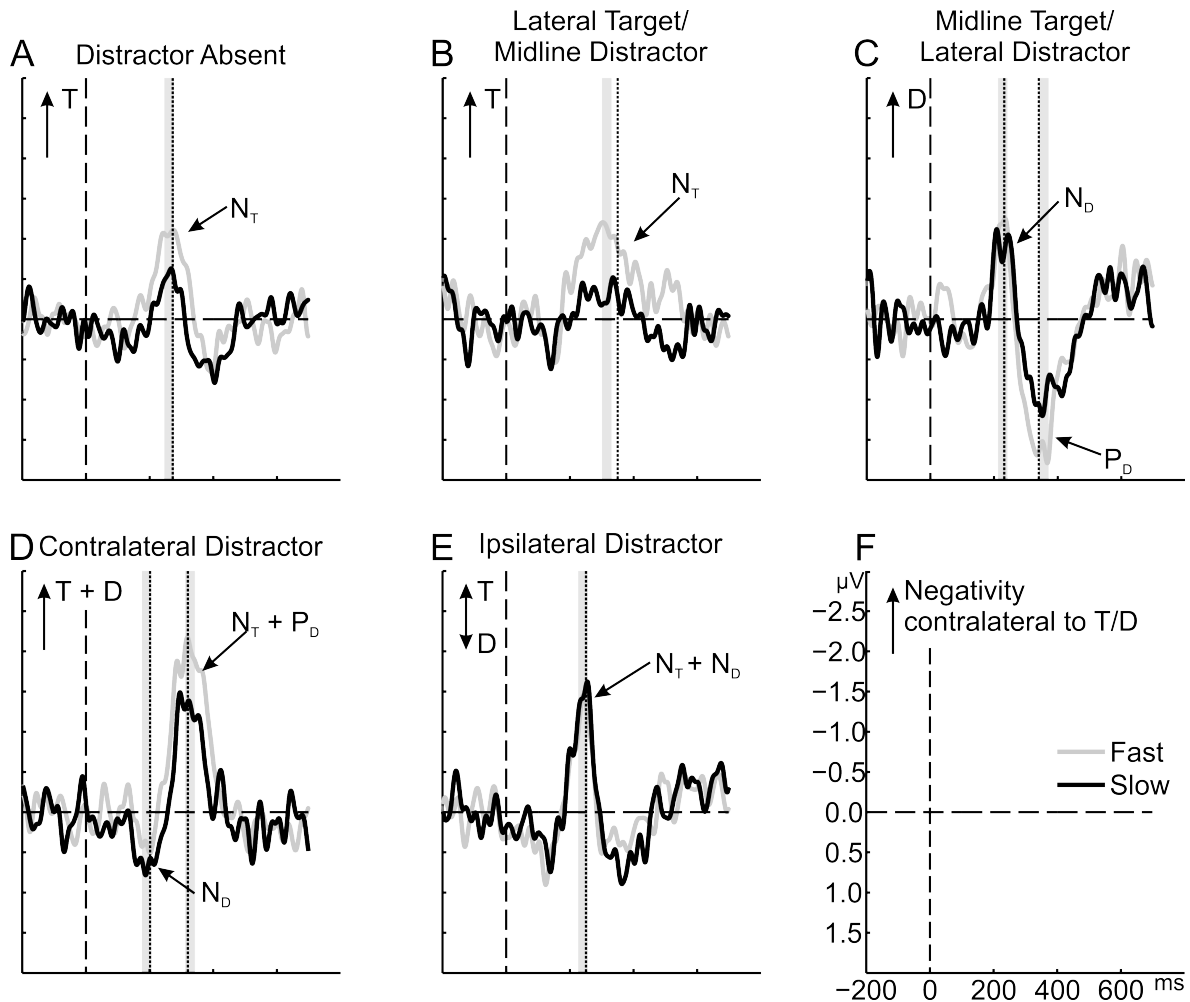 A
Distractor Absent
T
N_T
B
Lateral Target/
Midline Distractor
T
N_T
C
Midline Target/
Lateral Distractor
D
N_D
P_D
D
Contralateral Distractor
T + D
N_T + P_D
N_D
E
Ipsilateral Distractor
T
D
N_T + N_D
F
µV
Negativity
contralateral to T/D
−2.5
−2.0
−1.5
−1.0
−0.5
0.0
0.5
1.0
1.5
Fast
Slow
−200 0 200 400 600 ms